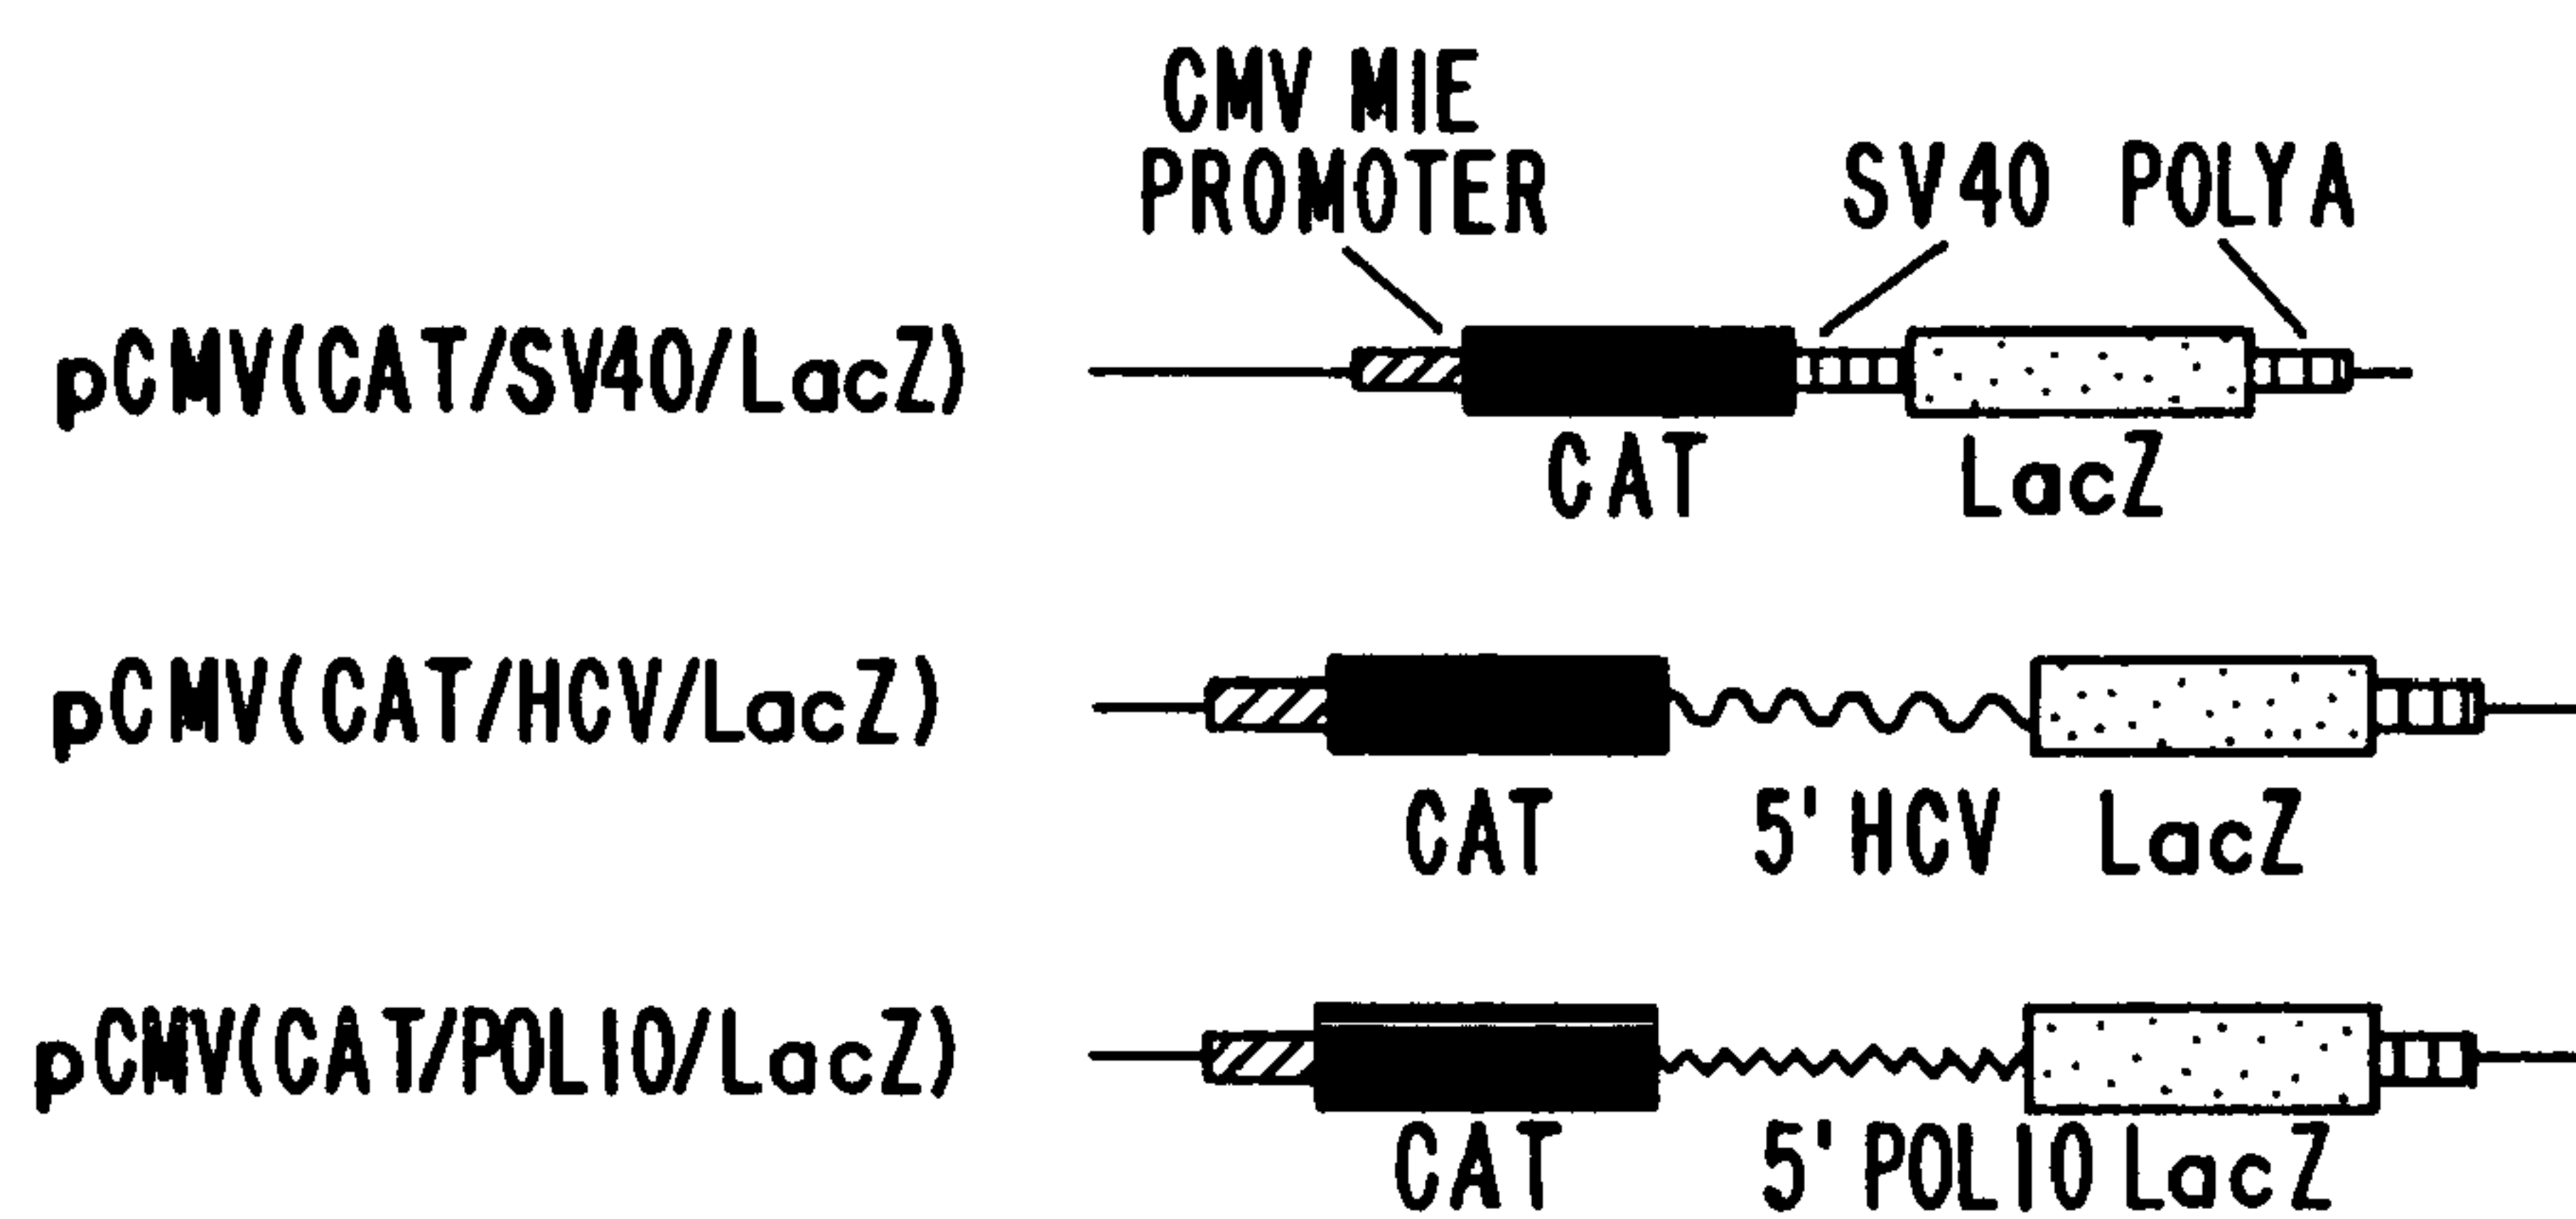 CMV MIE
PROMOTER
SV40 POLYA
pCMV(CAT/SV40/LacZ)
CAT LacZ
pCMV(CAT/HCV/LacZ)
CAT 5' HCV LacZ
pCMV(CAT/POLIO/LacZ)
CAT 5' POLIO LacZ